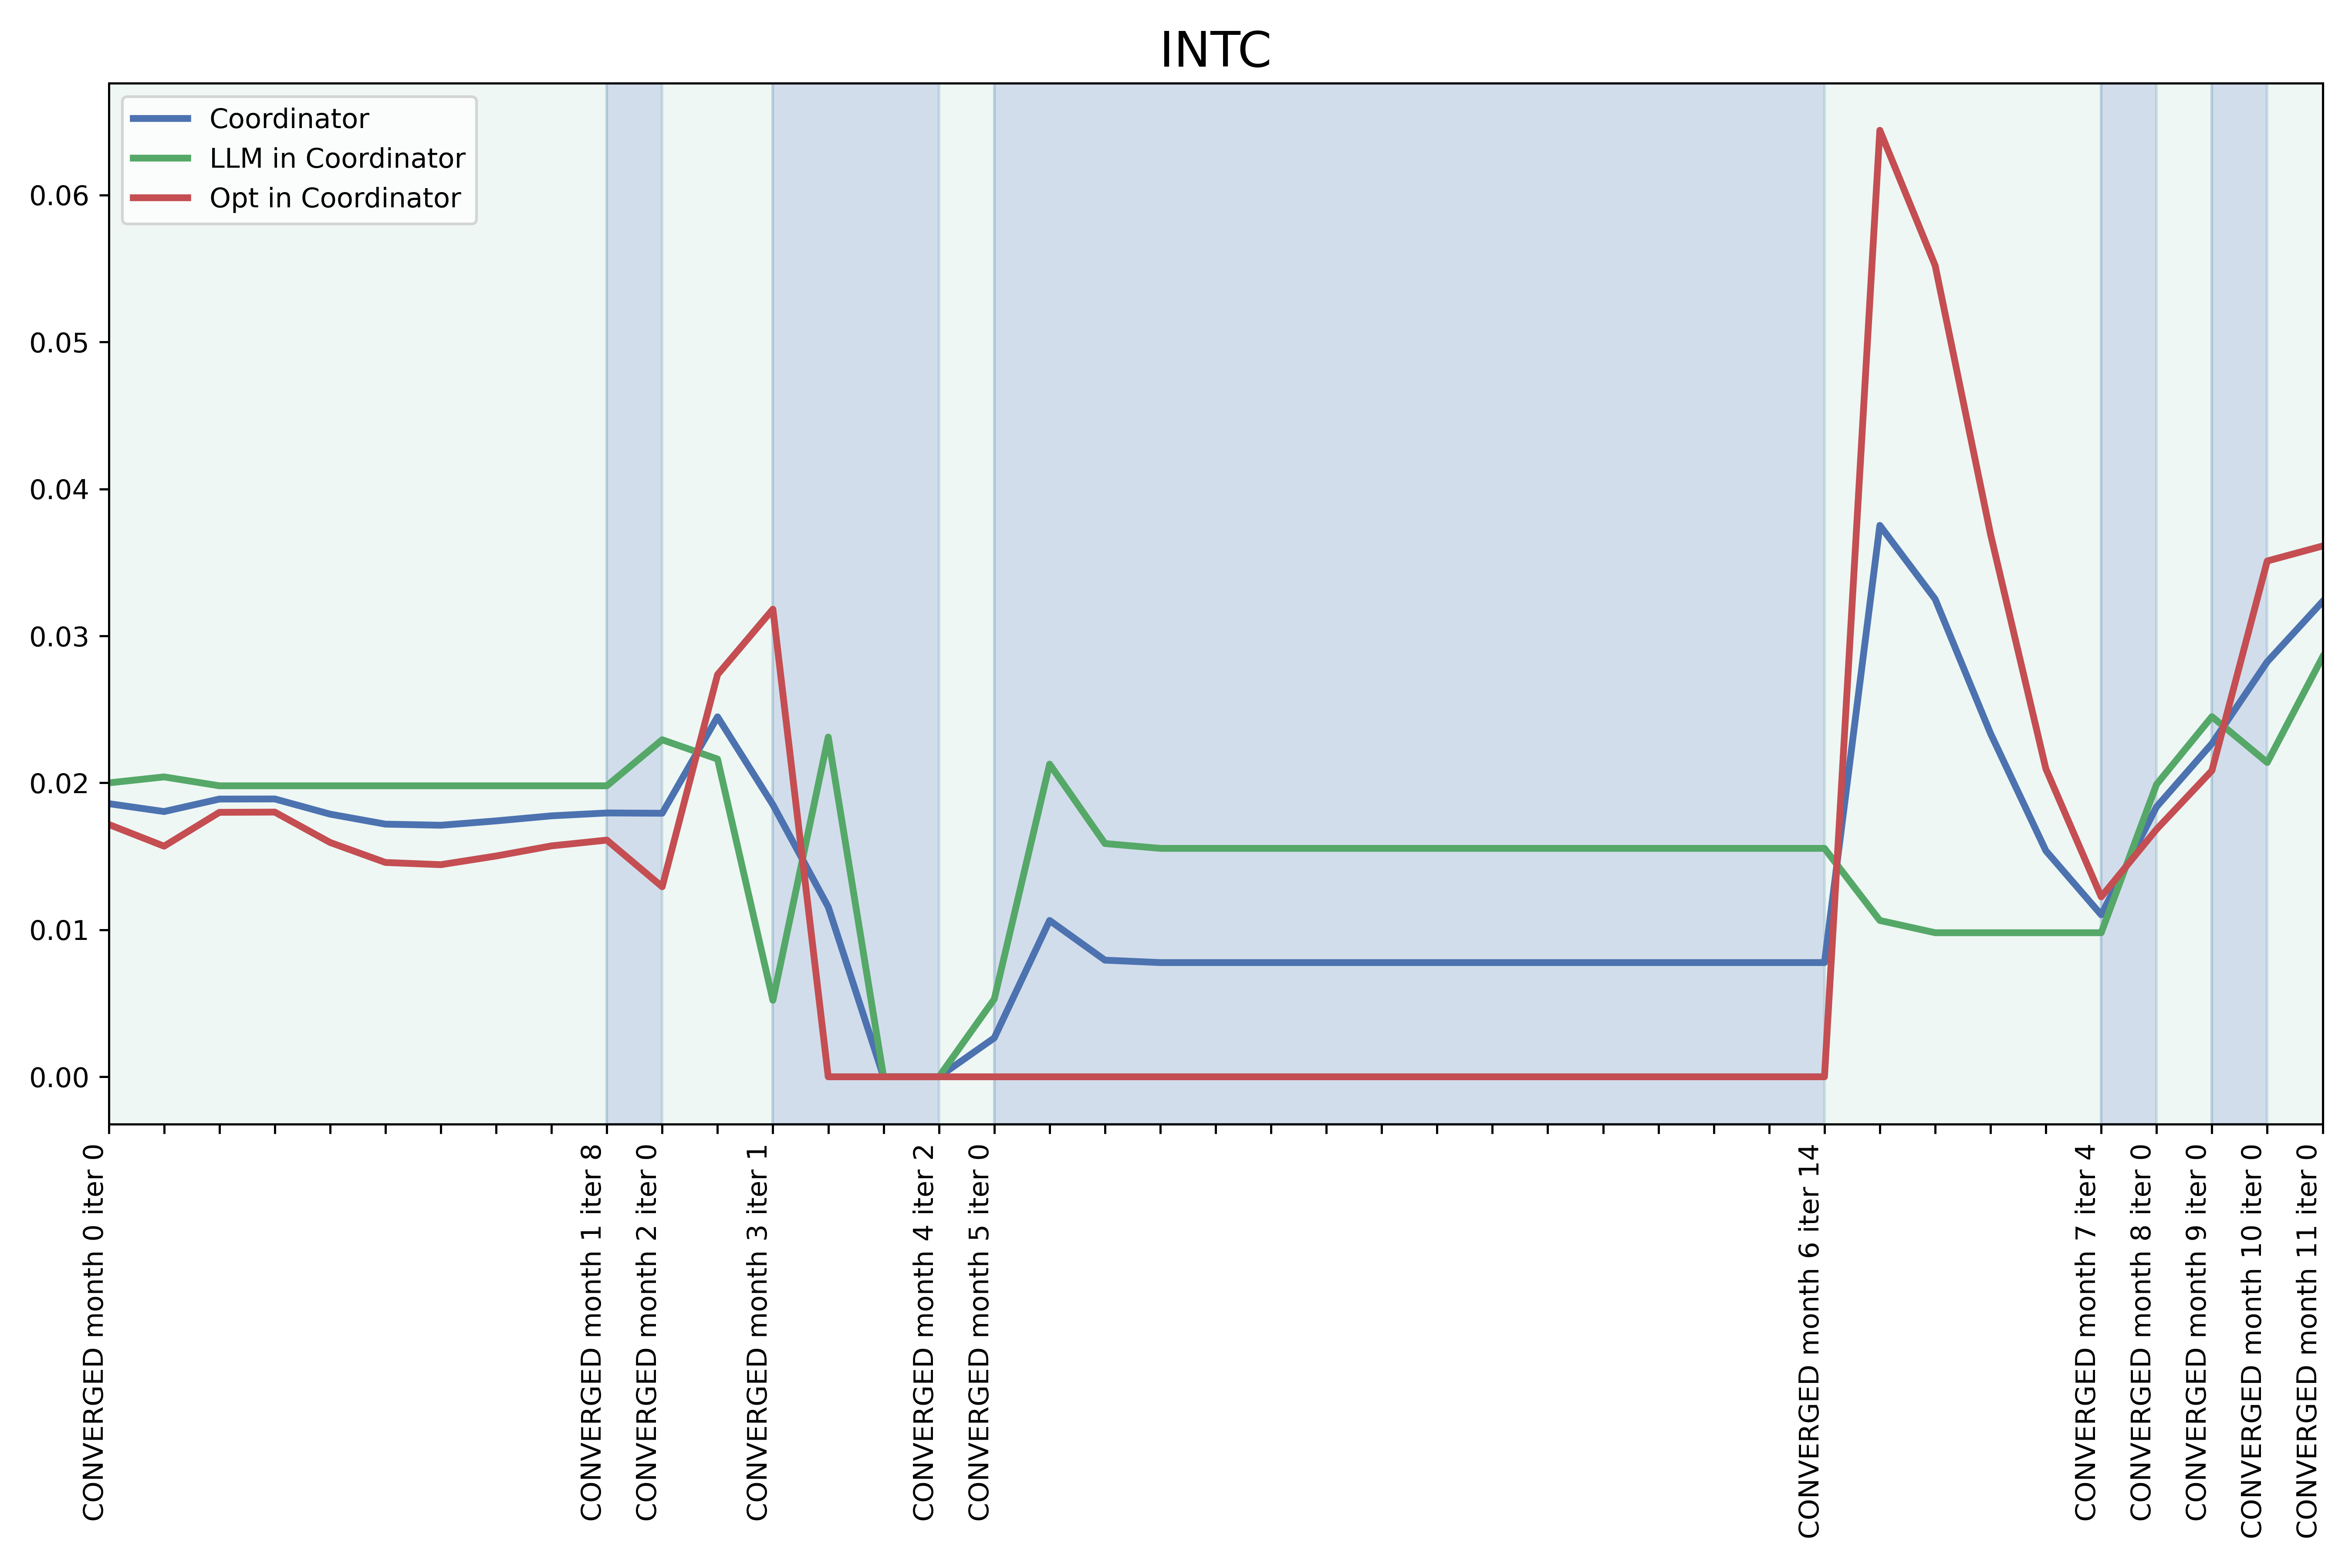 INTC
Coordinator
LLM in Coordinator
Opt in Coordinator
0.06
0.05
0.04
0.03
0.02
0.01
0.00
CONVERGED month 0 iter 0
CONVERGED month 1 iter 8
CONVERGED month 2 iter 0
CONVERGED month 3 iter 1
CONVERGED month 4 iter 2
CONVERGED month 5 iter 0
CONVERGED month 6 iter 14
CONVERGED month 7 iter 4
CONVERGED month 8 iter 0
CONVERGED month 9 iter 0
CONVERGED month 10 iter 0
CONVERGED month 11 iter 0